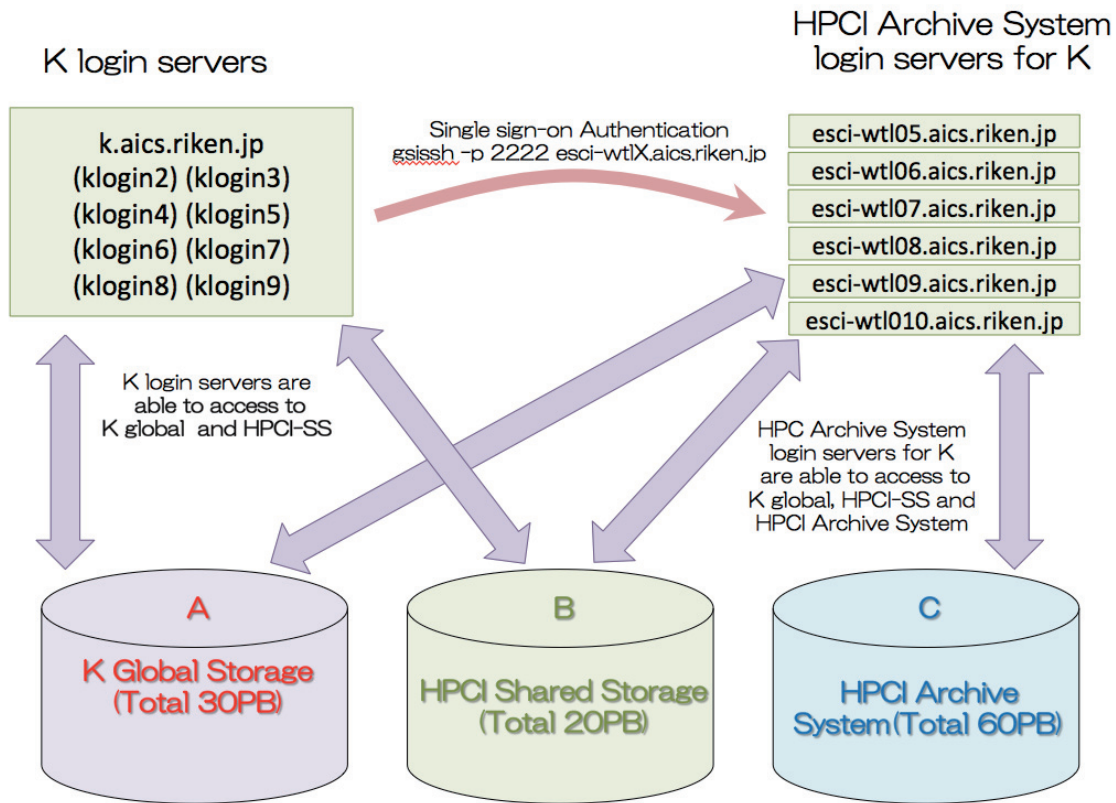 K login servers
HPCI Archive System
login servers for K
k.aics.riken.jp
(klogin2) (klogin3)
(klogin4) (klogin5)
(klogin6) (klogin7)
(klogin8) (klogin9)
Single sign-on Authentication
gsissh -p 2222 esci-wtlX.aics.riken.jp
esci-wtl05.aics.riken.jp
esci-wtl06.aics.riken.jp
esci-wtl07.aics.riken.jp
esci-wtl08.aics.riken.jp
esci-wtl09.aics.riken.jp
esci-wtl010.aics.riken.jp
K login servers are
able to access to
K global and HPCI-SS
HPC Archive System
login servers for K
are able to access to
K global, HPCI-SS and
HPCI Archive System
A
K Global Storage
(Total 30PB)
B
HPCI Shared Storage
(Total 20PB)
C
HPCI Archive
System(Total 60PB)